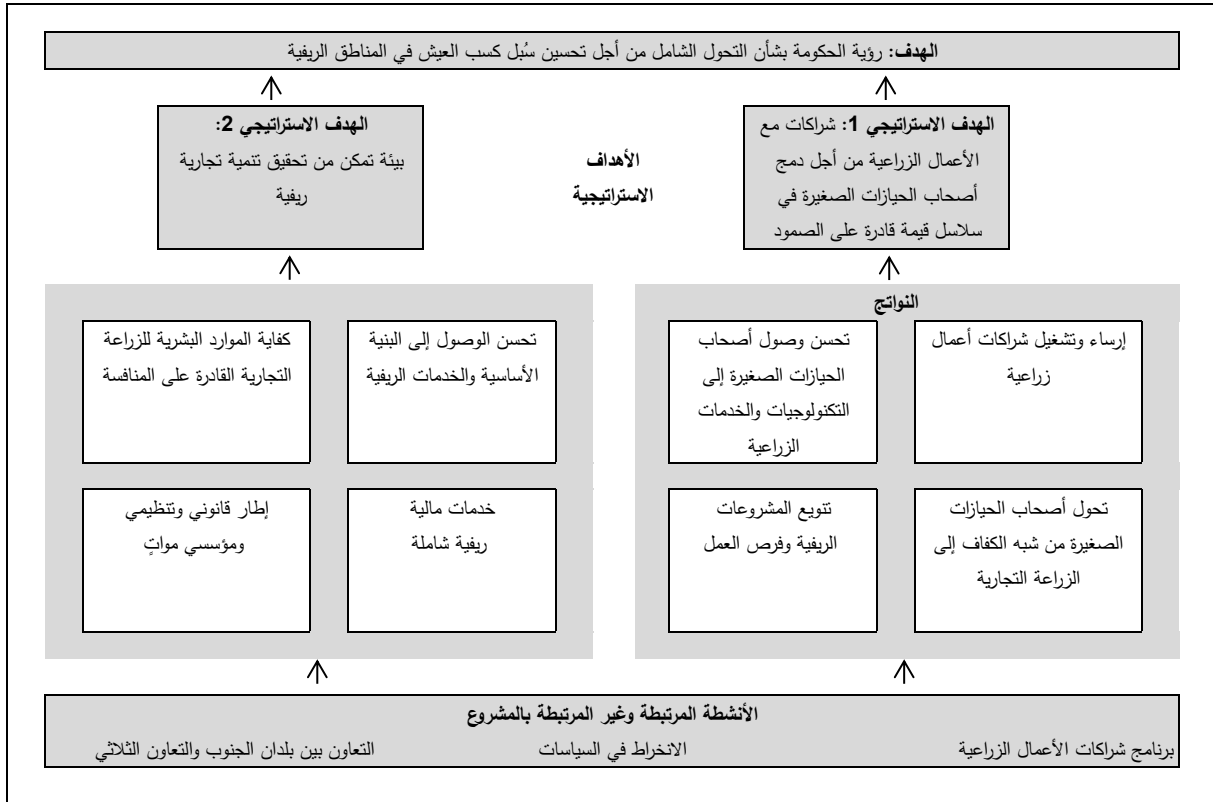 الهدف: رؤية الحكومة بشأن التحول الشامل من أجل تحسين سُبل كسب العيش في المناطق الريفية
الهدف الاستراتيجي 1: شراكات مع
الأعمال الزراعية من أجل دمج
أصحاب الحيازات الصغيرة في
سلاسل قيمة قادرة على الصمود
الأهداف
الاستراتيجية
الهدف الاستراتيجي 2:
بيئة تمكن من تحقيق تنمية تجارية
ريفية
النواتج
إرساء وتشغيل شراكات أعمال
زراعية
تحسن وصول أصحاب
الحيازات الصغيرة إلى
التكنولوجيات والخدمات
الزراعية
تحسن الوصول إلى البنية
الأساسية والخدمات الريفية
كفاية الموارد البشرية للزراعة
التجارية القادرة على المنافسة
تحول أصحاب الحيازات
الصغيرة من شبه الكفاف إلى
الزراعة التجارية
تنويع المشروعات
الريفية وفرص العمل
خدمات مالية
ريفية شاملة
إطار قانوني وتنظيمي
ومؤسسي مواتٍ
الأنشطة المرتبطة وغير المرتبطة بالمشروع
برنامج شراكات الأعمال الزراعية
الانخراط في السياسات
التعاون بين بلدان الجنوب والتعاون الثلاثي